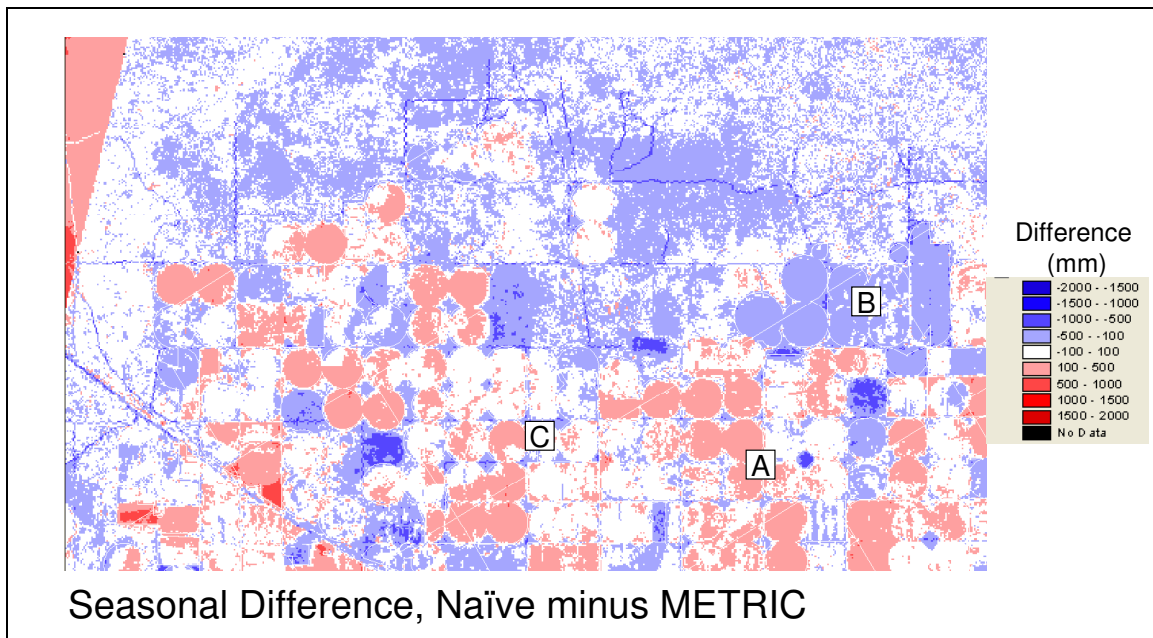 B
C
A
Difference
(mm)
-2000 - -1500
-1500 - -1000
-1000 - -500
-500 - -100
-100 - 100
100 - 500
500 - 1000
1000 - 1500
1500 - 2000
No Data
Seasonal Difference, Naïve minus METRIC